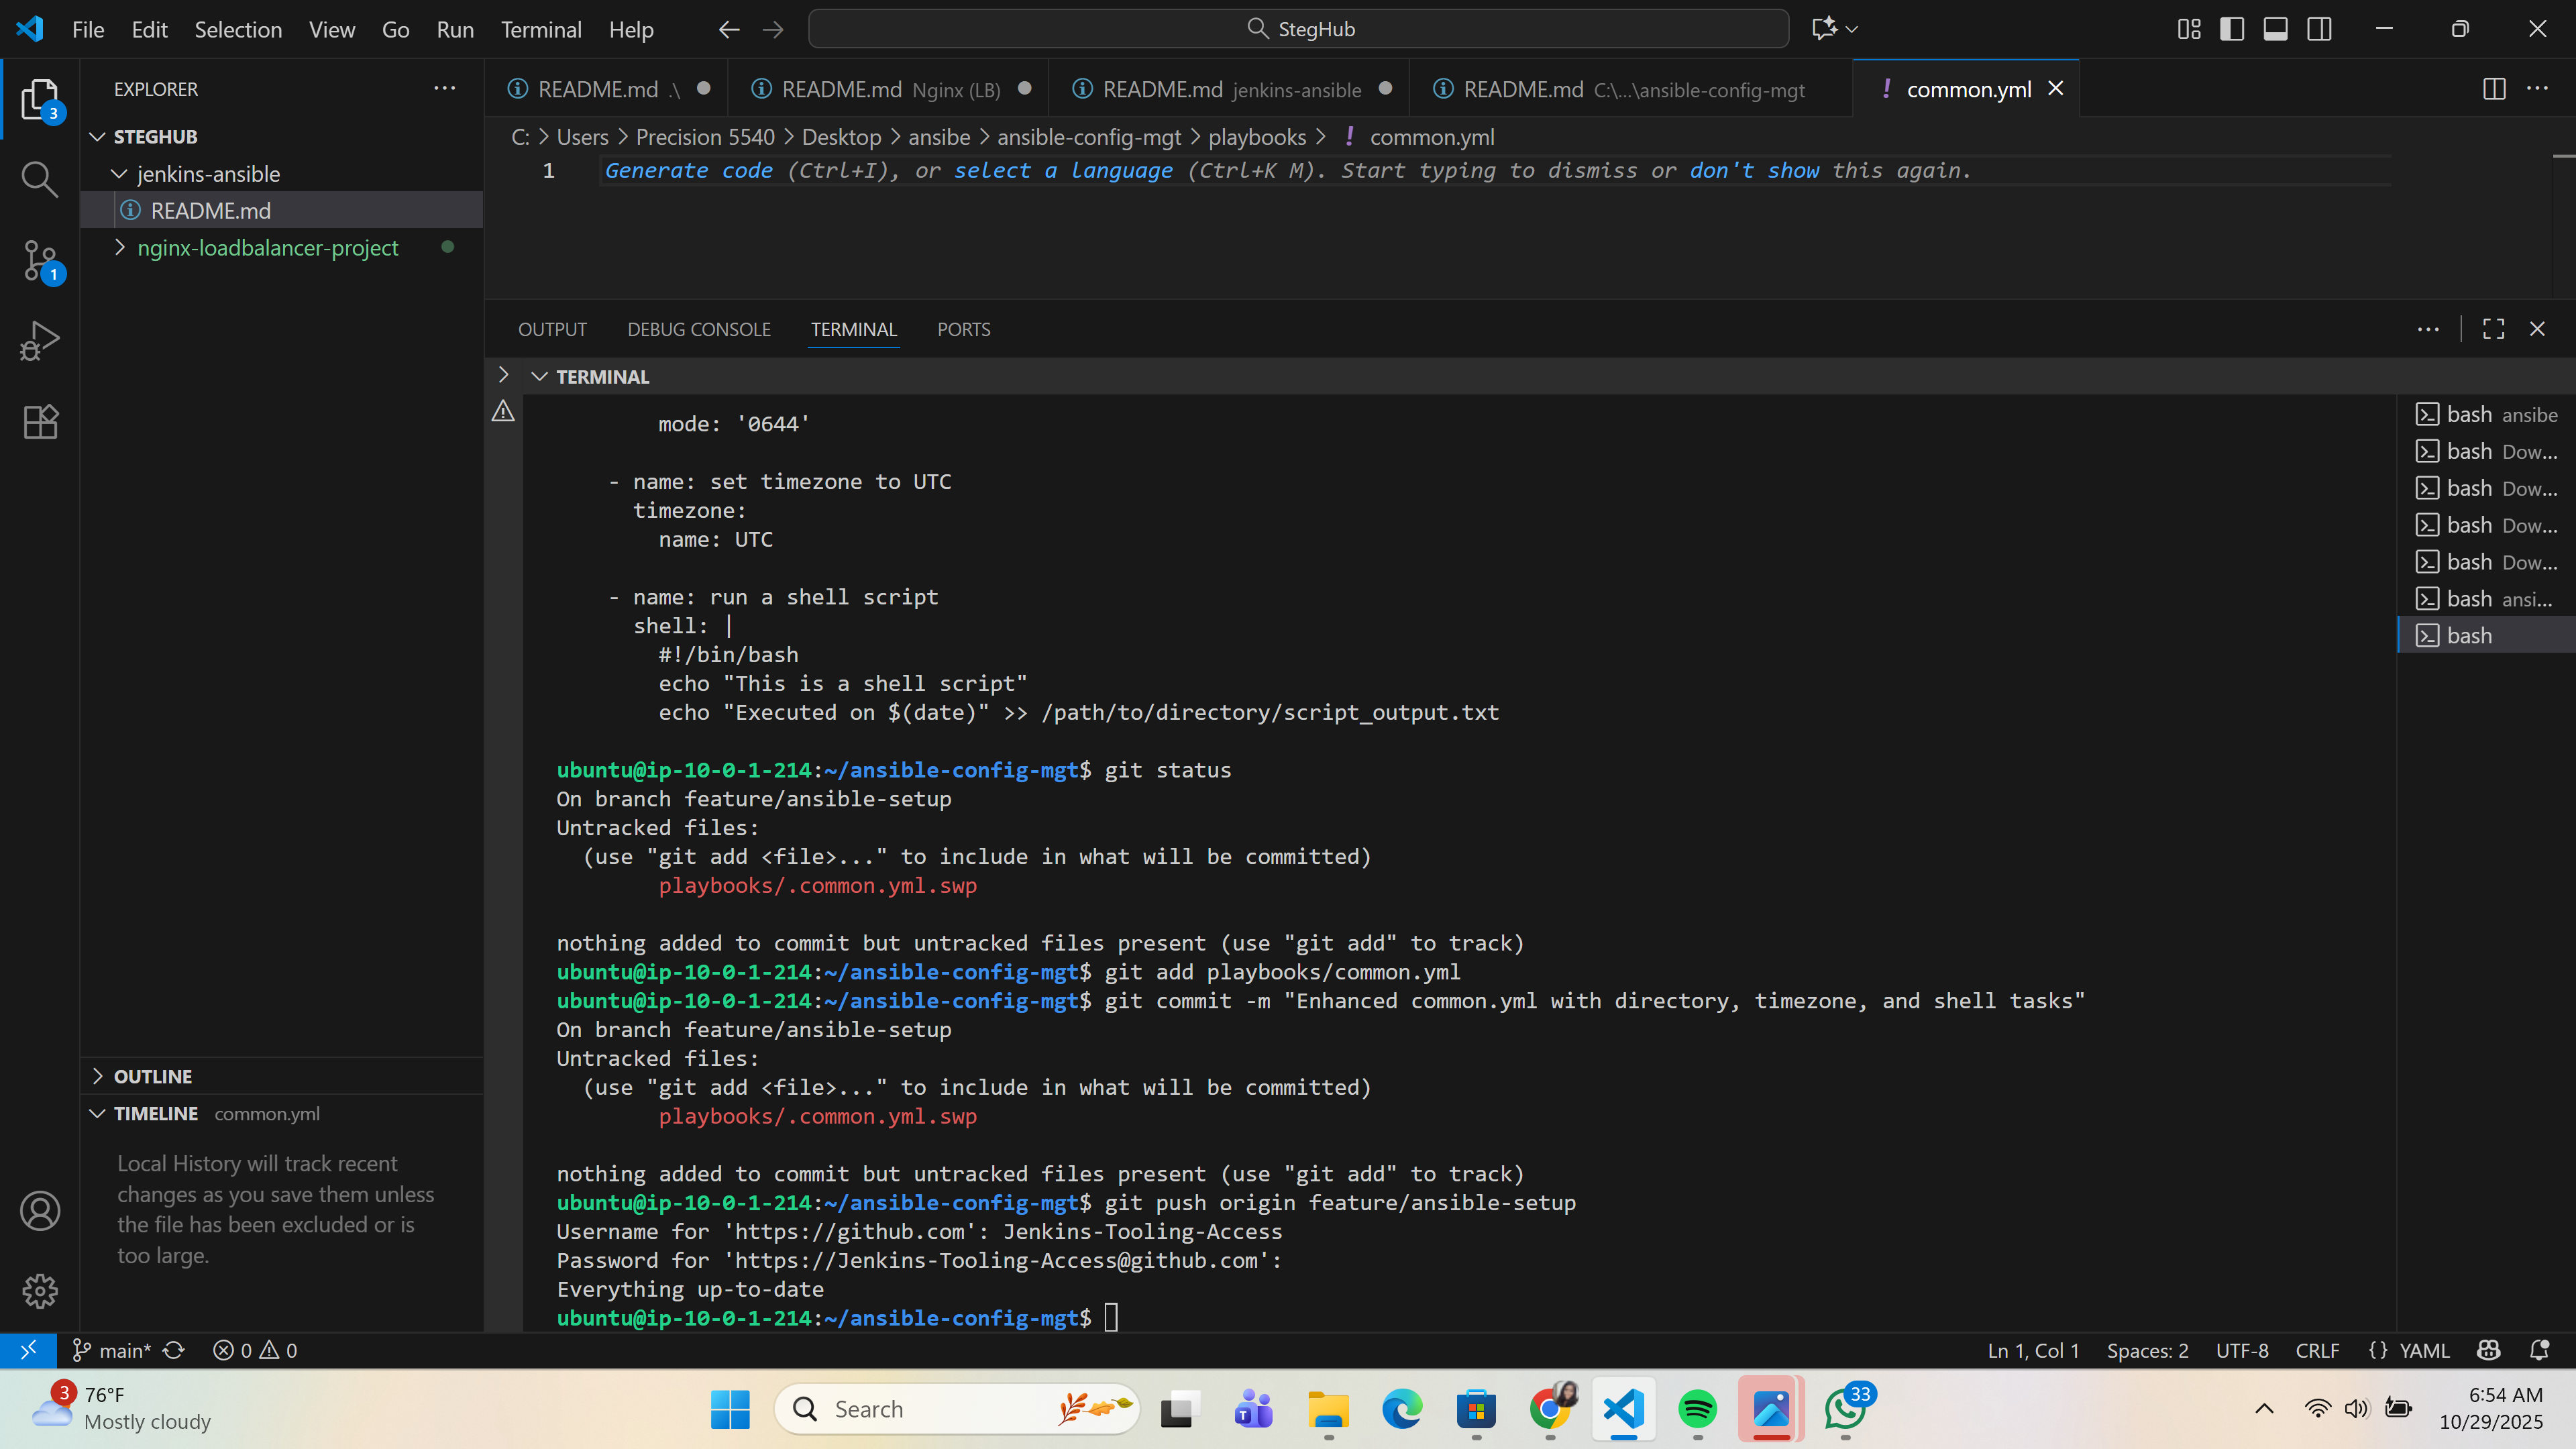 File Edit Selection View Go Run Terminal Help
StegHub
EXPLORER
README.md .\
README.md Nginx (LB)
README.md jenkins-ansible
README.md C:\...\ansible-config-mgt
! common.yml
3
STEGHUB
C: > Users > Precision 5540 > Desktop > ansibe > ansible-config-mgt > playbooks > ! common.yml
jenkins-ansible
1 Generate code (Ctrl+I), or select a language (Ctrl+K M). Start typing to dismiss or don't show this again.
README.md
nginx-loadbalancer-project
1
OUTPUT DEBUG CONSOLE TERMINAL PORTS
TERMINAL
mode: '0644'
- name: set timezone to UTC
timezone:
name: UTC
- name: run a shell script
shell: |
#!/bin/bash
echo "This is a shell script"
echo "Executed on $(date)" >> /path/to/directory/script_output.txt
ubuntu@ip-10-0-1-214:~/ansible-config-mgt$ git status
On branch feature/ansible-setup
Untracked files:
(use "git add <file>..." to include in what will be committed)
playbooks/.common.yml.swp
nothing added to commit but untracked files present (use "git add" to track)
ubuntu@ip-10-0-1-214:~/ansible-config-mgt$ git add playbooks/common.yml
ubuntu@ip-10-0-1-214:~/ansible-config-mgt$ git commit -m "Enhanced common.yml with directory, timezone, and shell tasks"
On branch feature/ansible-setup
Untracked files:
(use "git add <file>..." to include in what will be committed)
playbooks/.common.yml.swp
nothing added to commit but untracked files present (use "git add" to track)
ubuntu@ip-10-0-1-214:~/ansible-config-mgt$ git push origin feature/ansible-setup
Username for 'https://github.com': Jenkins-Tooling-Access
Password for 'https://Jenkins-Tooling-Access@github.com':
Everything up-to-date
ubuntu@ip-10-0-1-214:~/ansible-config-mgt$
bash ansibe
bash Dow...
bash Dow...
bash Dow...
bash Dow...
bash ansi...
bash
OUTLINE
TIMELINE common.yml
Local History will track recent
changes as you save them unless
the file has been excluded or is
too large.
main* 0 0
Ln 1, Col 1 Spaces: 2 UTF-8 CRLF {} YAML
3
76°F
Mostly cloudy
Search
33
6:54 AM
10/29/2025